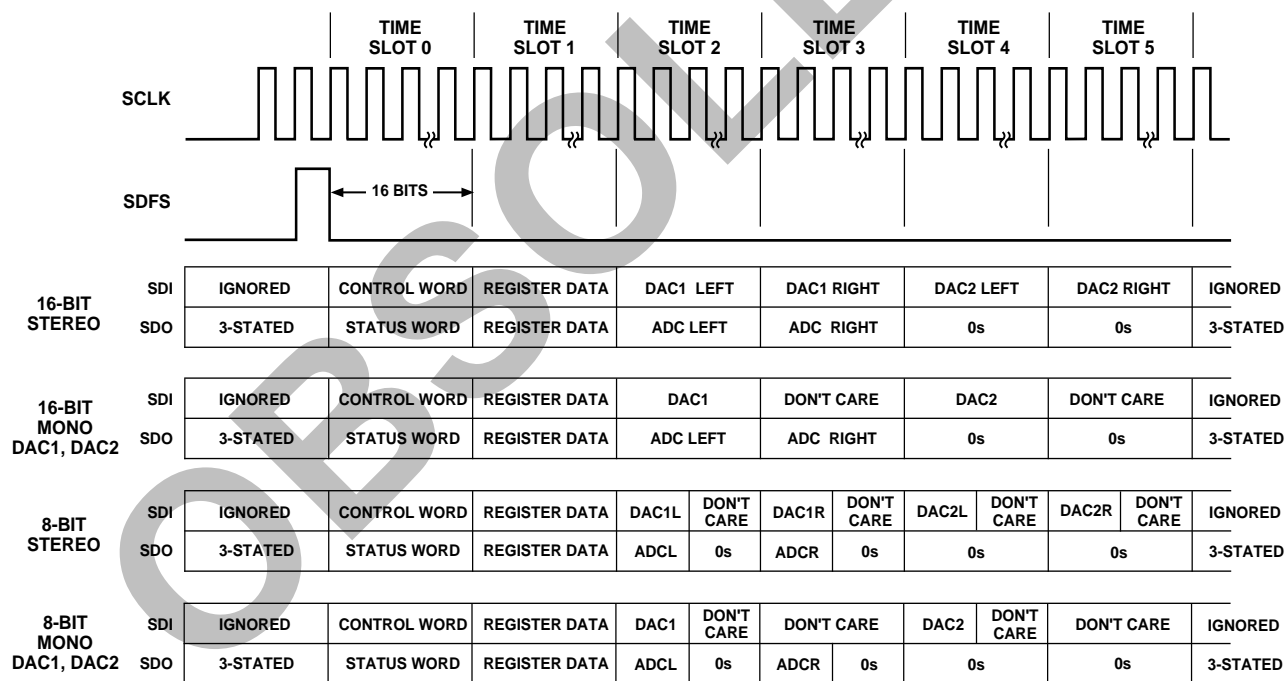 TIME SLOT 0 TIME SLOT 1 TIME SLOT 2 TIME SLOT 3 TIME SLOT 4 TIME SLOT 5
SCLK
SDFS
16 BITS
16-BIT STEREO
SDI IGNORED CONTROL WORD REGISTER DATA DAC1 LEFT DAC1 RIGHT DAC2 LEFT DAC2 RIGHT IGNORED
SDO 3-STATED STATUS WORD REGISTER DATA ADC LEFT ADC RIGHT 0s 0s 3-STATED
16-BIT MONO DAC1, DAC2
SDI IGNORED CONTROL WORD REGISTER DATA DAC1 DON'T CARE DAC2 DON'T CARE IGNORED
SDO 3-STATED STATUS WORD REGISTER DATA ADC LEFT ADC RIGHT 0s 0s 3-STATED
8-BIT STEREO
SDI IGNORED CONTROL WORD REGISTER DATA DAC1L DON'T CARE DAC1R DON'T CARE DAC2L DON'T CARE DAC2R DON'T CARE IGNORED
SDO 3-STATED STATUS WORD REGISTER DATA ADCL 0s ADCR 0s 0s 0s 3-STATED
8-BIT MONO DAC1, DAC2
SDI IGNORED CONTROL WORD REGISTER DATA DAC1 DON'T CARE DON'T CARE DAC2 DON'T CARE DON'T CARE IGNORED
SDO 3-STATED STATUS WORD REGISTER DATA ADCL 0s ADCR 0s 0s 0s 3-STATED
OBSOL